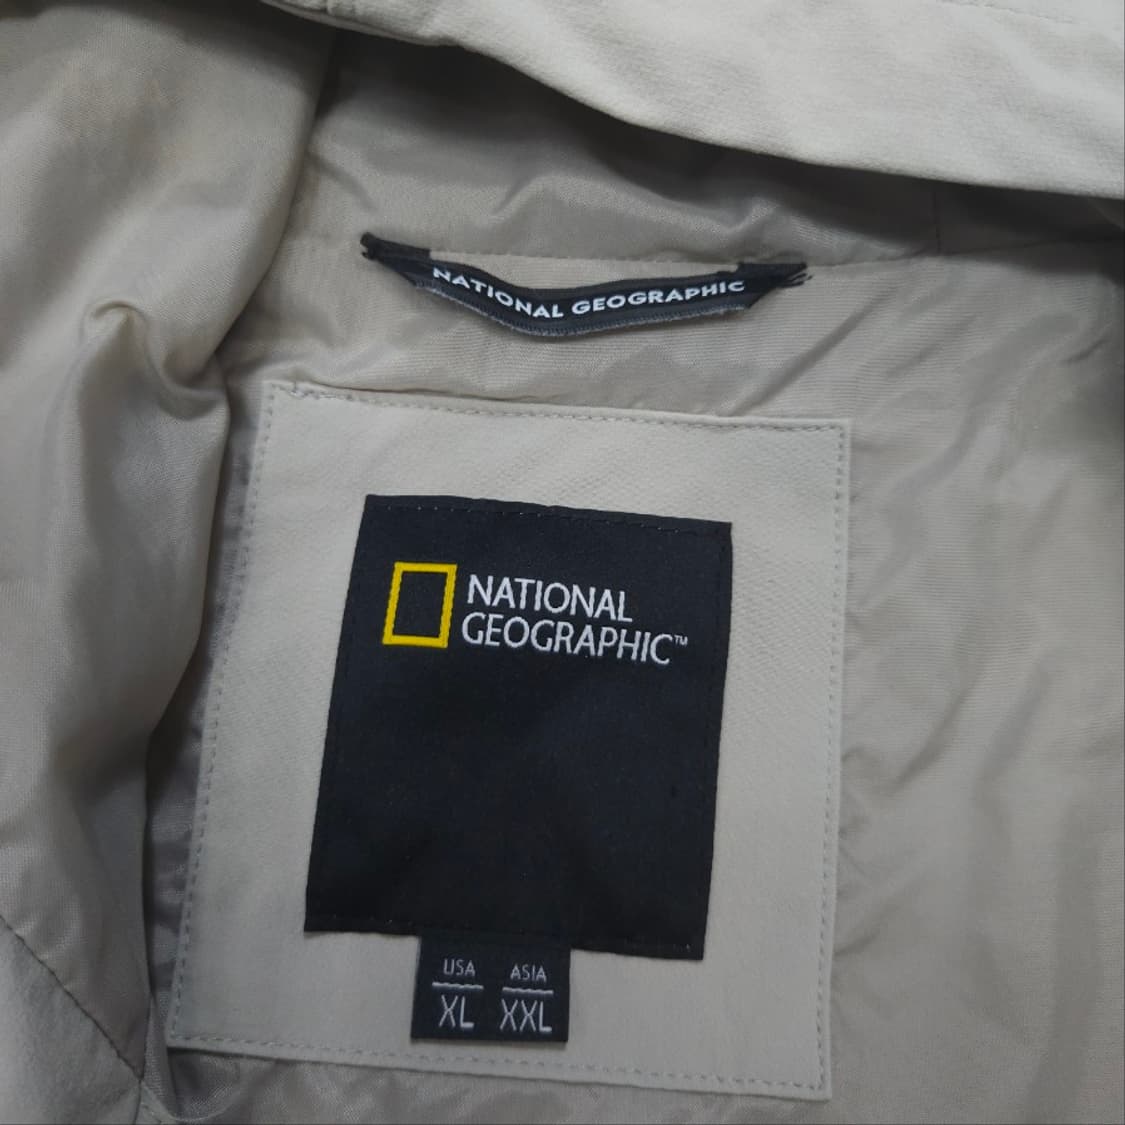 NATIONAL GEOGRAPHIC
NATIONAL
GEOGRAPHIC™
USA ASIA
XL XXL